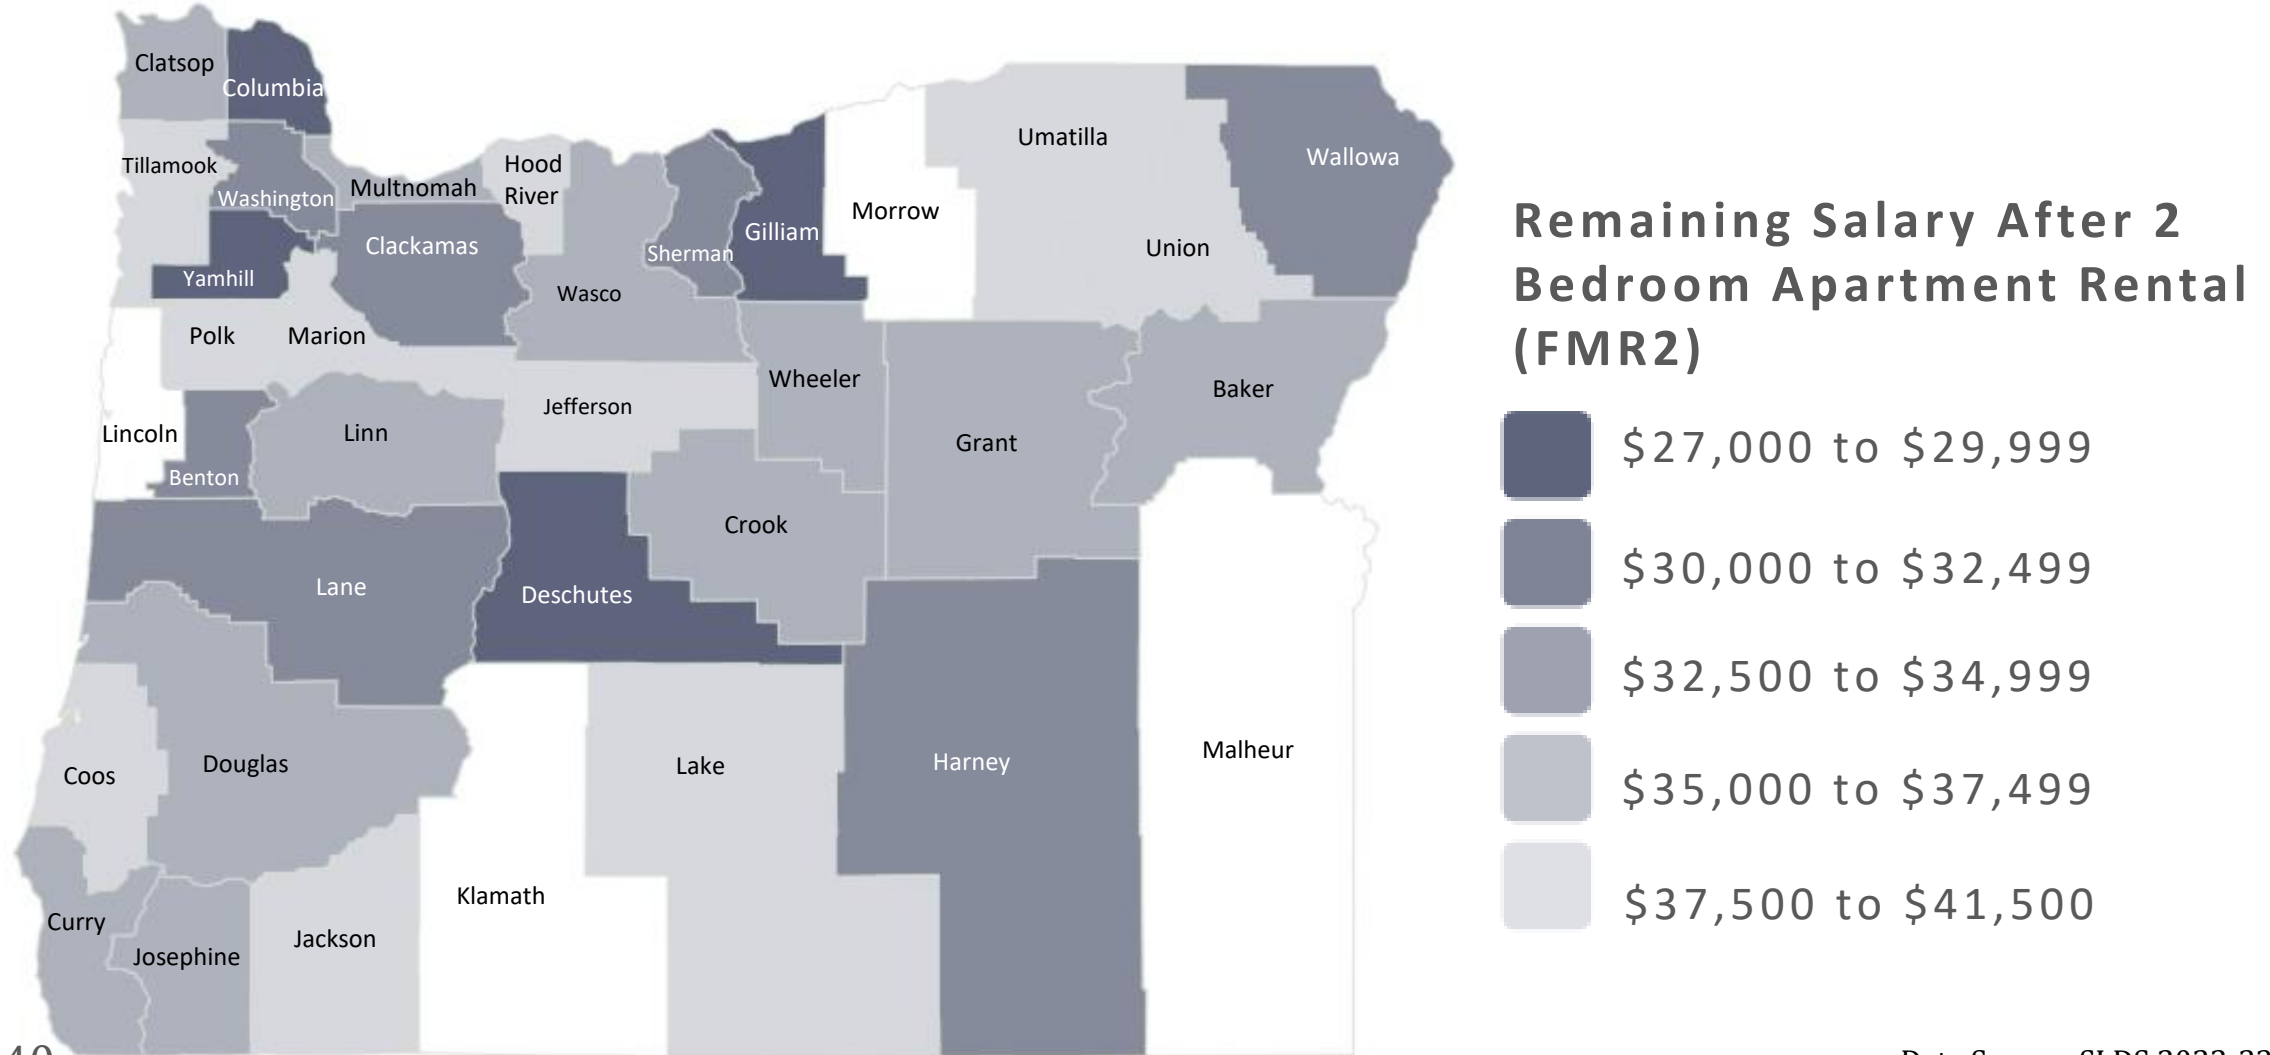 Clatsop
Columbia
Tillamook
Washington
Multnomah
Hood
River
Umatilla
Wallowa
Morrow
Gilliam
Sherman
Clackamas
Union
Yamhill
Wasco
Polk
Marion
Wheeler
Baker
Jefferson
Lincoln
Linn
Grant
Benton
Crook
Lane
Deschutes
Malheur
Coos
Douglas
Lake
Harney
Klamath
Curry
Jackson
Josephine
Remaining Salary After 2
Bedroom Apartment Rental
(FMR2)
$27,000 to $29,999
$30,000 to $32,499
$32,500 to $34,999
$35,000 to $37,499
$37,500 to $41,500